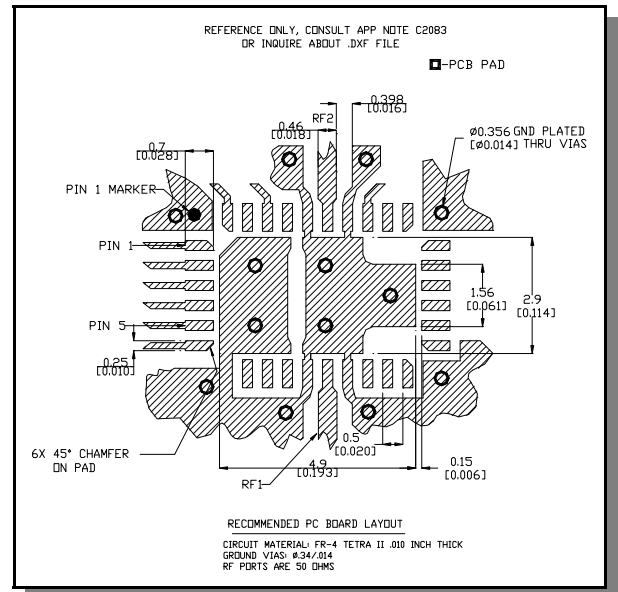 REFERENCE ONLY, CONSULT APP NOTE C2083
OR INQUIRE ABOUT .DXF FILE
-PCB PAD
0.398
[0.016]
0.46
[0.018]
RF2
Ø0.356 GND PLATED
[Ø0.014] THRU VIAS
0.7
[0.028]
PIN 1 MARKER
PIN 1
1.56
[0.061]
2.9
[0.114]
PIN 5
0.25
[0.010]
0.5
[0.020]
6X 45° CHAMFER
ON PAD
4.9
[0.193]
0.15
[0.006]
RF1
RECOMMENDED PC BOARD LAYOUT
CIRCUIT MATERIAL: FR-4 TETRA II .010 INCH THICK
GROUND VIAS: Ø.34/.014
RF PORTS ARE 50 OHMS